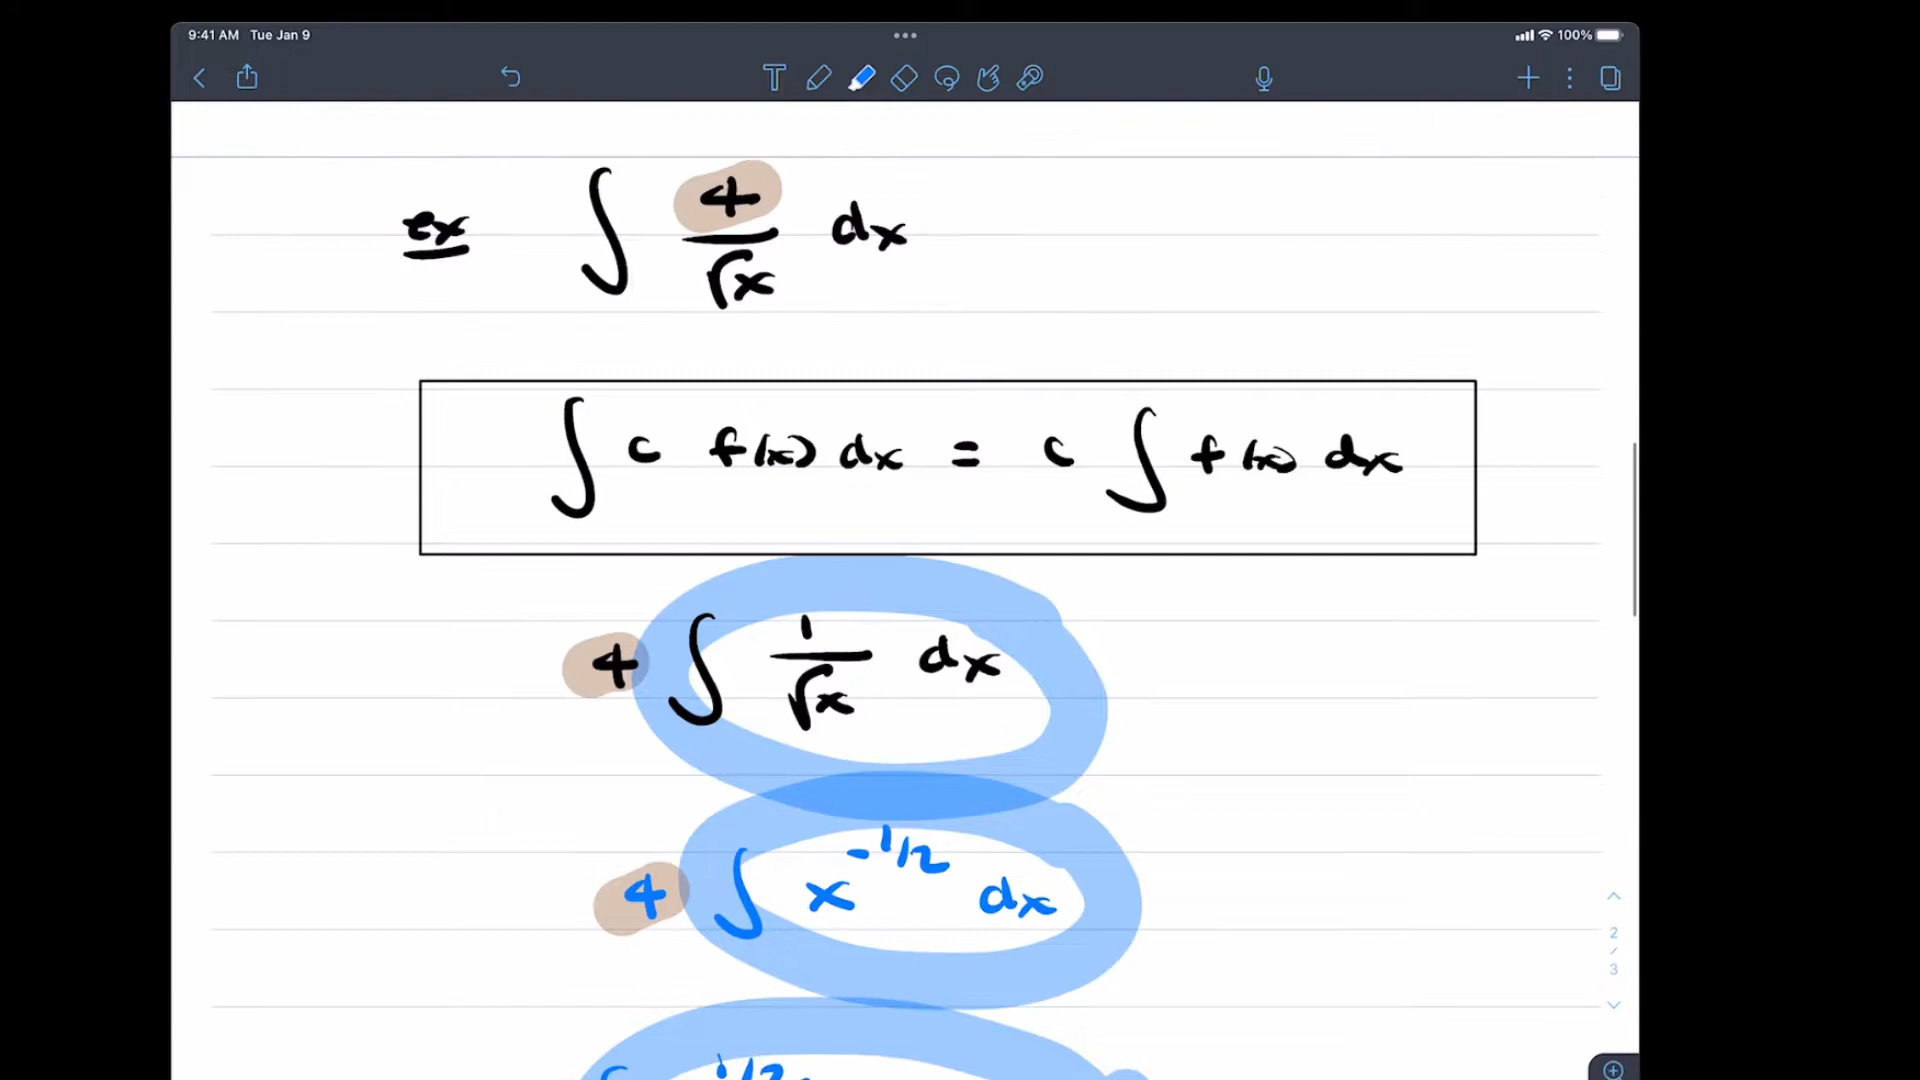 9:41 AM Tue Jan 9
100%
T
ex ∫ 4/√x dx
∫ c f(x) dx = c ∫ f(x) dx
4 ∫ 1/√x dx
4 ∫ x^-1/2 dx
2
/
3